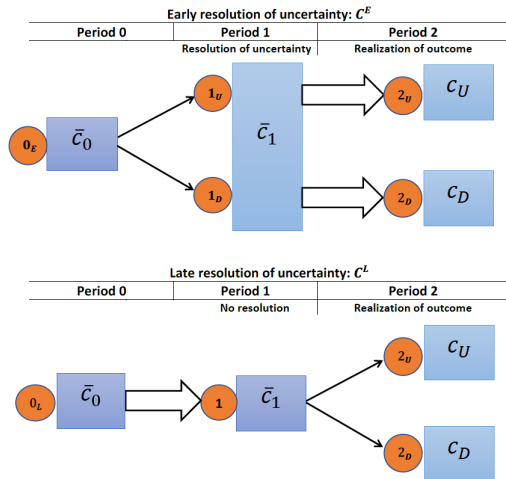 Early resolution of uncertainty: C^E
Period 0 Period 1 Period 2
Resolution of uncertainty Realization of outcome
1_U 2_U c_U
0_E c̄_0 c̄_1
1_D 2_D c_D
Late resolution of uncertainty: C^L
Period 0 Period 1 Period 2
No resolution Realization of outcome
2_U c_U
0_L c̄_0 1 c̄_1
2_D c_D